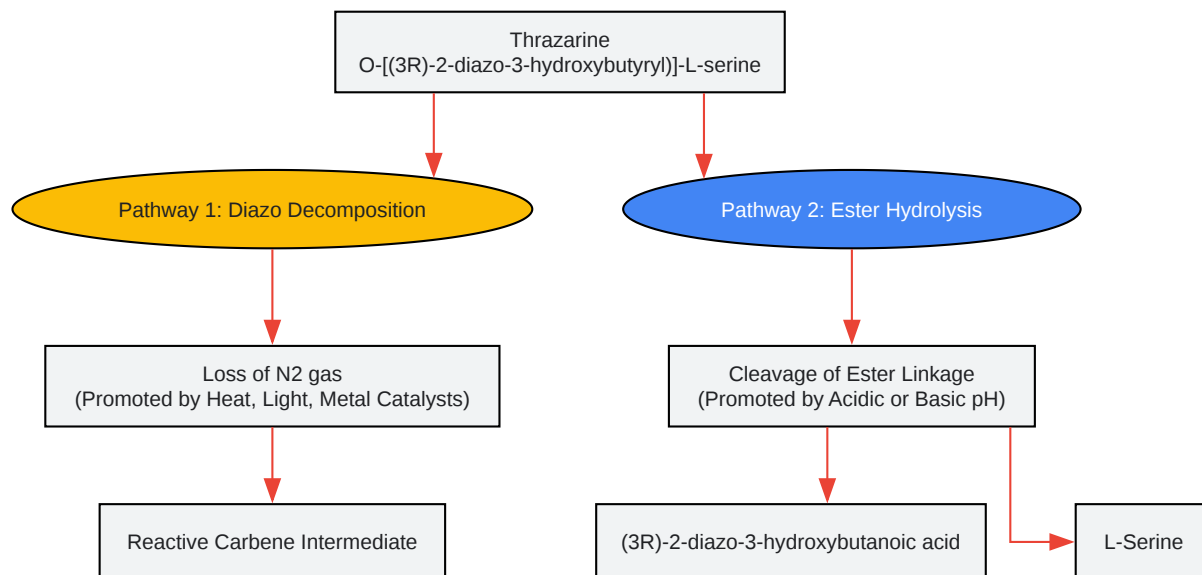 Thrazarine
O-[(3R)-2-diazo-3-hydroxybutyryl)]-L-serine
Pathway 1: Diazo Decomposition
Pathway 2: Ester Hydrolysis
Loss of N2 gas
(Promoted by Heat, Light, Metal Catalysts)
Cleavage of Ester Linkage
(Promoted by Acidic or Basic pH)
Reactive Carbene Intermediate
(3R)-2-diazo-3-hydroxybutanoic acid
L-Serine